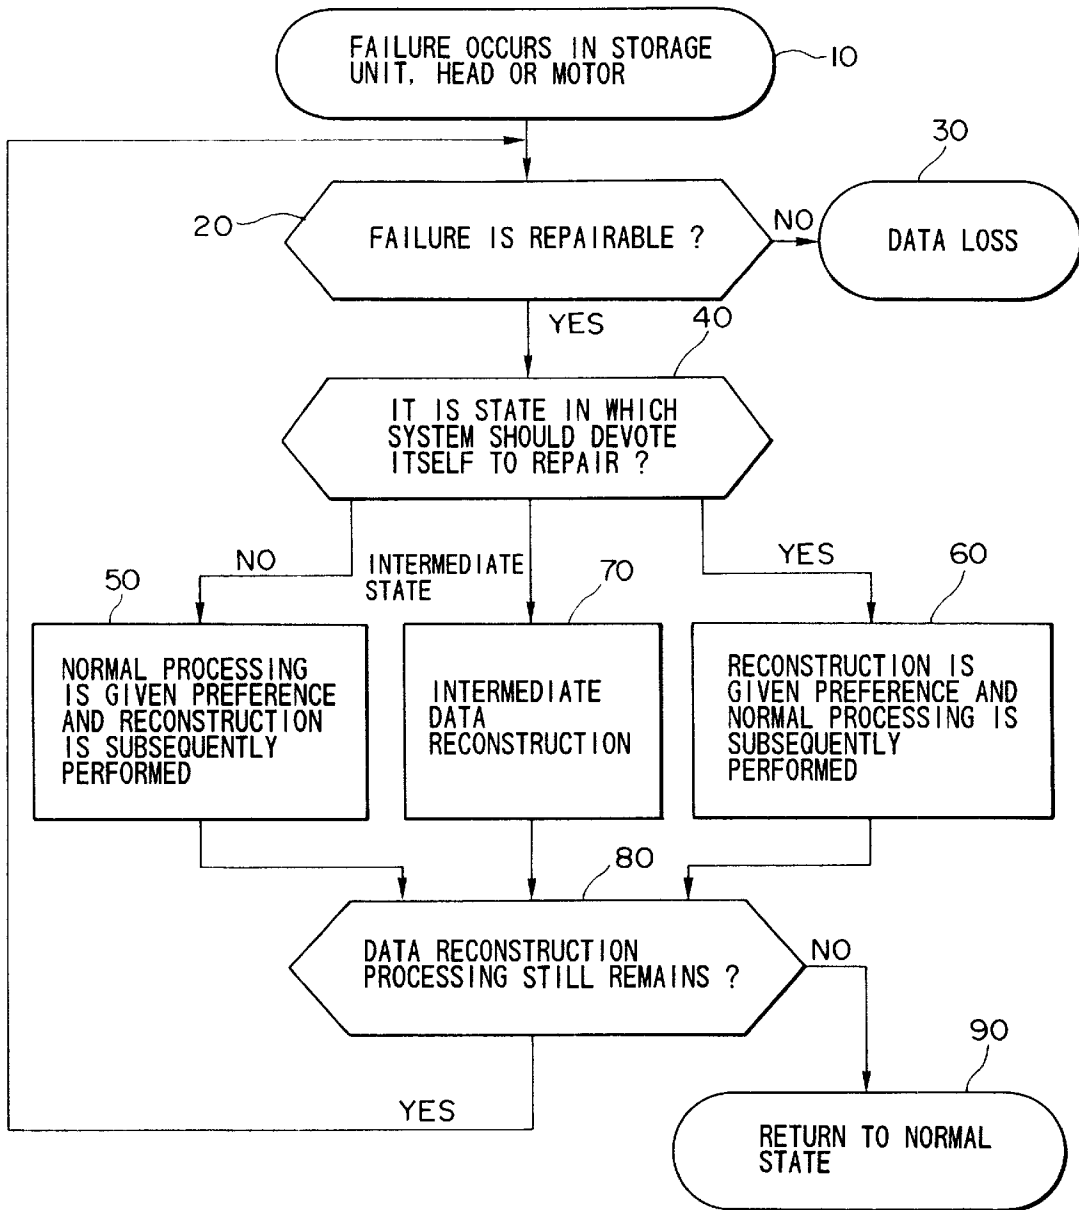 FAILURE OCCURS IN STORAGE
UNIT, HEAD OR MOTOR
10
30
20
FAILURE IS REPAIRABLE ?
NO
DATA LOSS
YES
40
IT IS STATE IN WHICH
SYSTEM SHOULD DEVOTE
ITSELF TO REPAIR ?
NO
INTERMEDIATE
STATE
YES
50
70
60
NORMAL PROCESSING
IS GIVEN PREFERENCE
AND RECONSTRUCTION
IS SUBSEQUENTLY
PERFORMED
INTERMEDIATE
DATA
RECONSTRUCTION
RECONSTRUCTION IS
GIVEN PREFERENCE AND
NORMAL PROCESSING IS
SUBSEQUENTLY
PERFORMED
80
DATA RECONSTRUCTION
PROCESSING STILL REMAINS ?
NO
YES
90
RETURN TO NORMAL
STATE